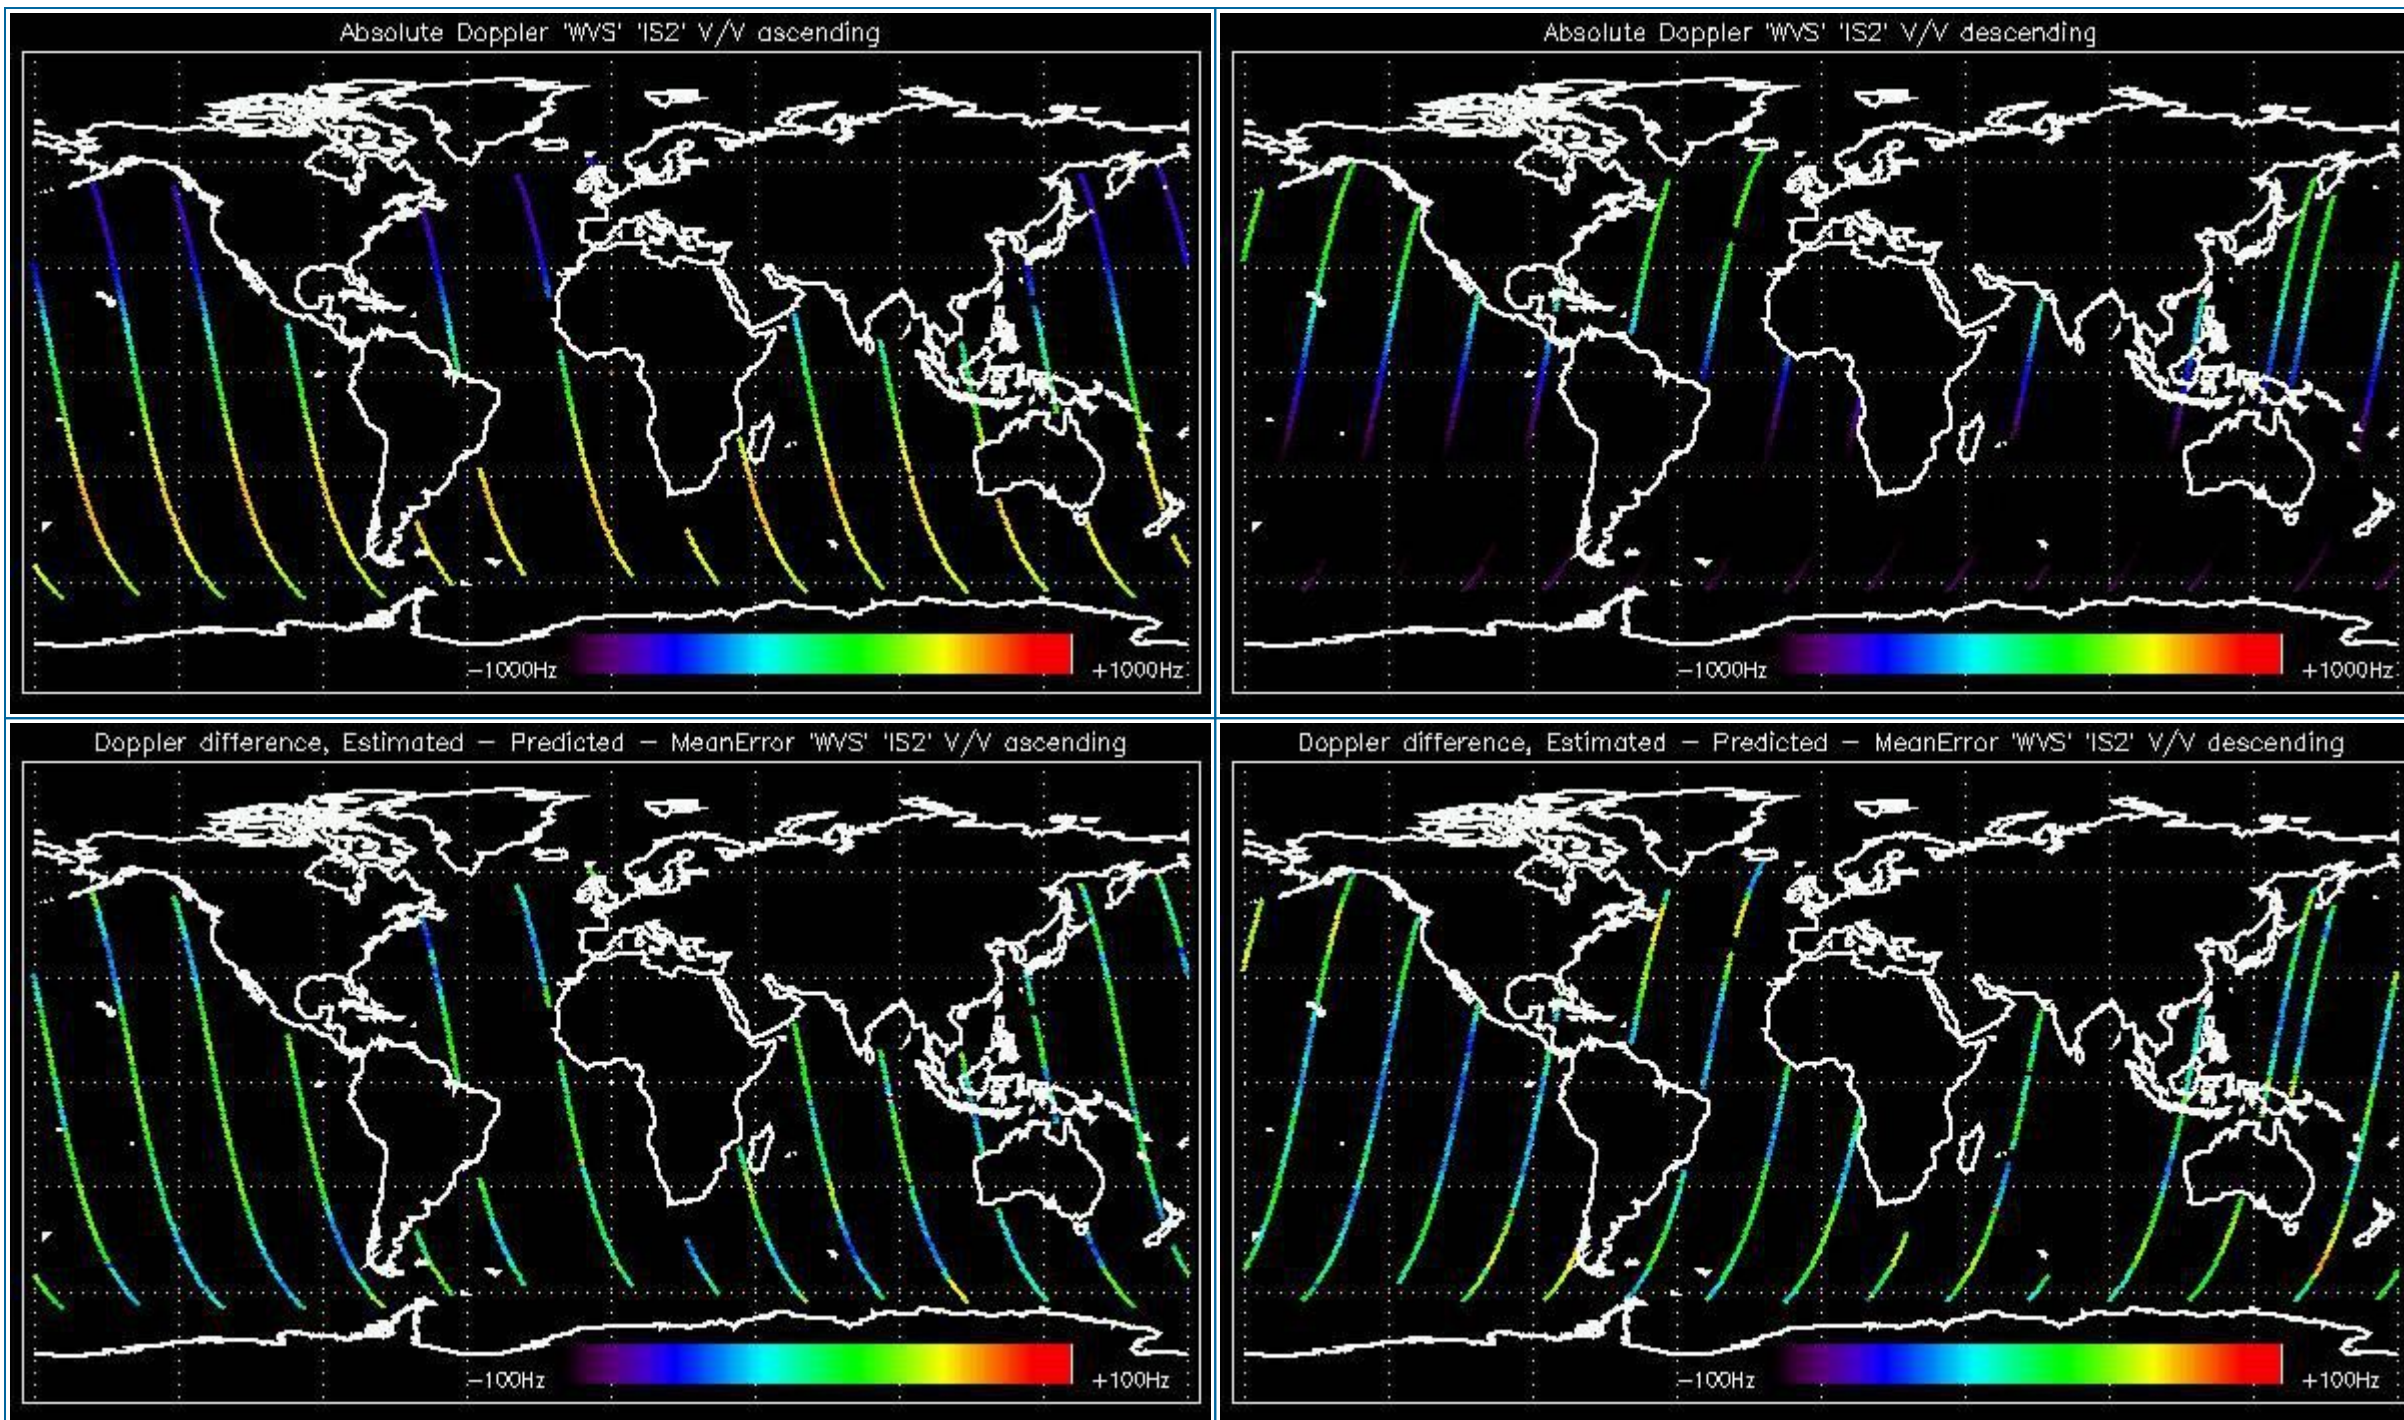 Absolute Doppler 'WVS' 'IS2' V/V ascending
-1000Hz +1000Hz
Absolute Doppler 'WVS' 'IS2' V/V descending
-1000Hz +1000Hz
Doppler difference, Estimated - Predicted - MeanError 'WVS' 'IS2' V/V ascending
-100Hz +100Hz
Doppler difference, Estimated - Predicted - MeanError 'WVS' 'IS2' V/V descending
-100Hz +100Hz